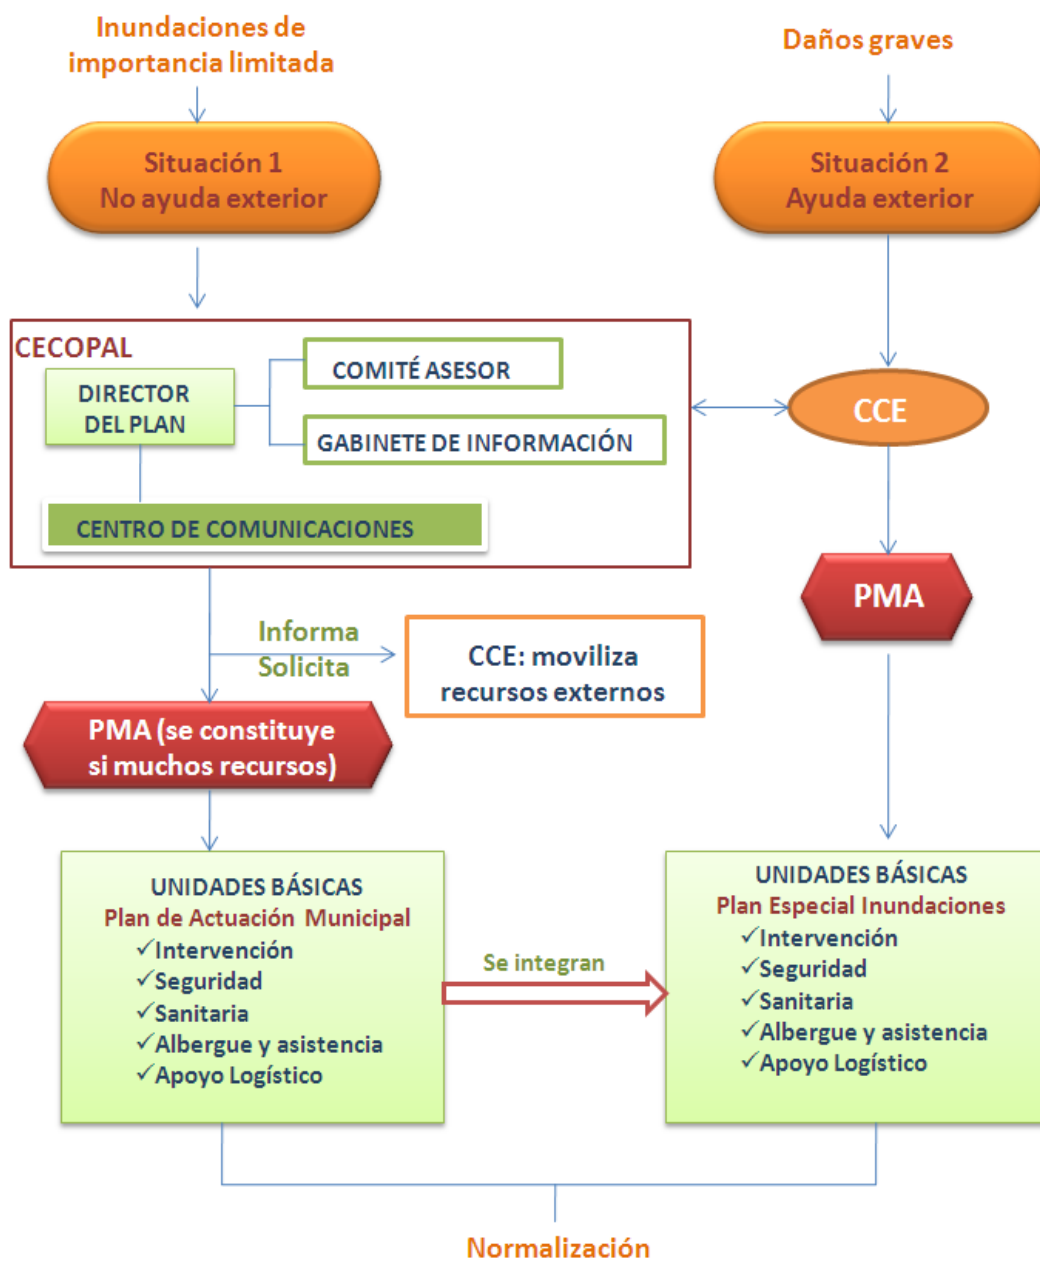 Inundaciones de
importancia limitada
Daños graves
Situación 1
No ayuda exterior
Situación 2
Ayuda exterior
CECOPAL
DIRECTOR
DEL PLAN
COMITÉ ASESOR
GABINETE DE INFORMACIÓN
CENTRO DE COMUNICACIONES
CCE
PMA
Informa
Solicita
CCE: moviliza
recursos externos
PMA (se constituye
si muchos recursos)
UNIDADES BÁSICAS
Plan de Actuación Municipal
✓Intervención
✓Seguridad
✓Sanitaria
✓Albergue y asistencia
✓Apoyo Logístico
Se integran
UNIDADES BÁSICAS
Plan Especial Inundaciones
✓Intervención
✓Seguridad
✓Sanitaria
✓Albergue y asistencia
✓Apoyo Logístico
Normalización